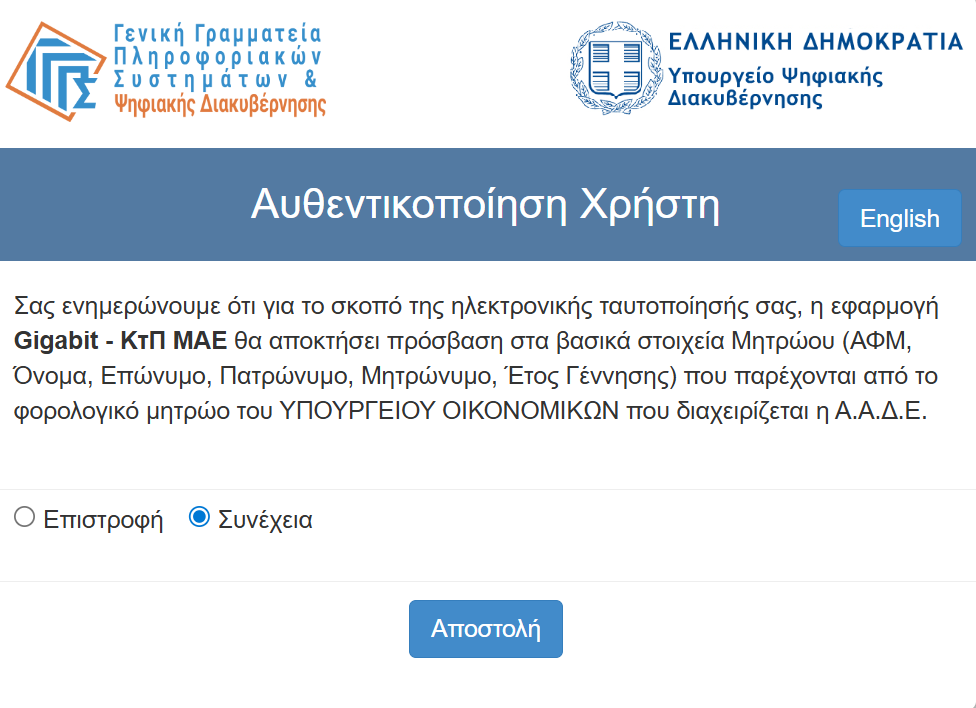 Γενική Γραμματεία
Πληροφοριακών
Συστημάτων &
Ψηφιακής Διακυβέρνησης
ΕΛΛΗΝΙΚΗ ΔΗΜΟΚΡΑΤΙΑ
Υπουργείο Ψηφιακής
Διακυβέρνησης
Αυθεντικοποίηση Χρήστη
English
Σας ενημερώνουμε ότι για το σκοπό της ηλεκτρονικής ταυτοποίησής σας, η εφαρμογή
Gigabit - ΚτΠ ΜΑΕ θα αποκτήσει πρόσβαση στα βασικά στοιχεία Μητρώου (ΑΦΜ,
Όνομα, Επώνυμο, Πατρώνυμο, Μητρώνυμο, Έτος Γέννησης) που παρέχονται από το
φορολογικό μητρώο του ΥΠΟΥΡΓΕΙΟΥ ΟΙΚΟΝΟΜΙΚΩΝ που διαχειρίζεται η Α.Α.Δ.Ε.
Επιστροφή Συνέχεια
Αποστολή